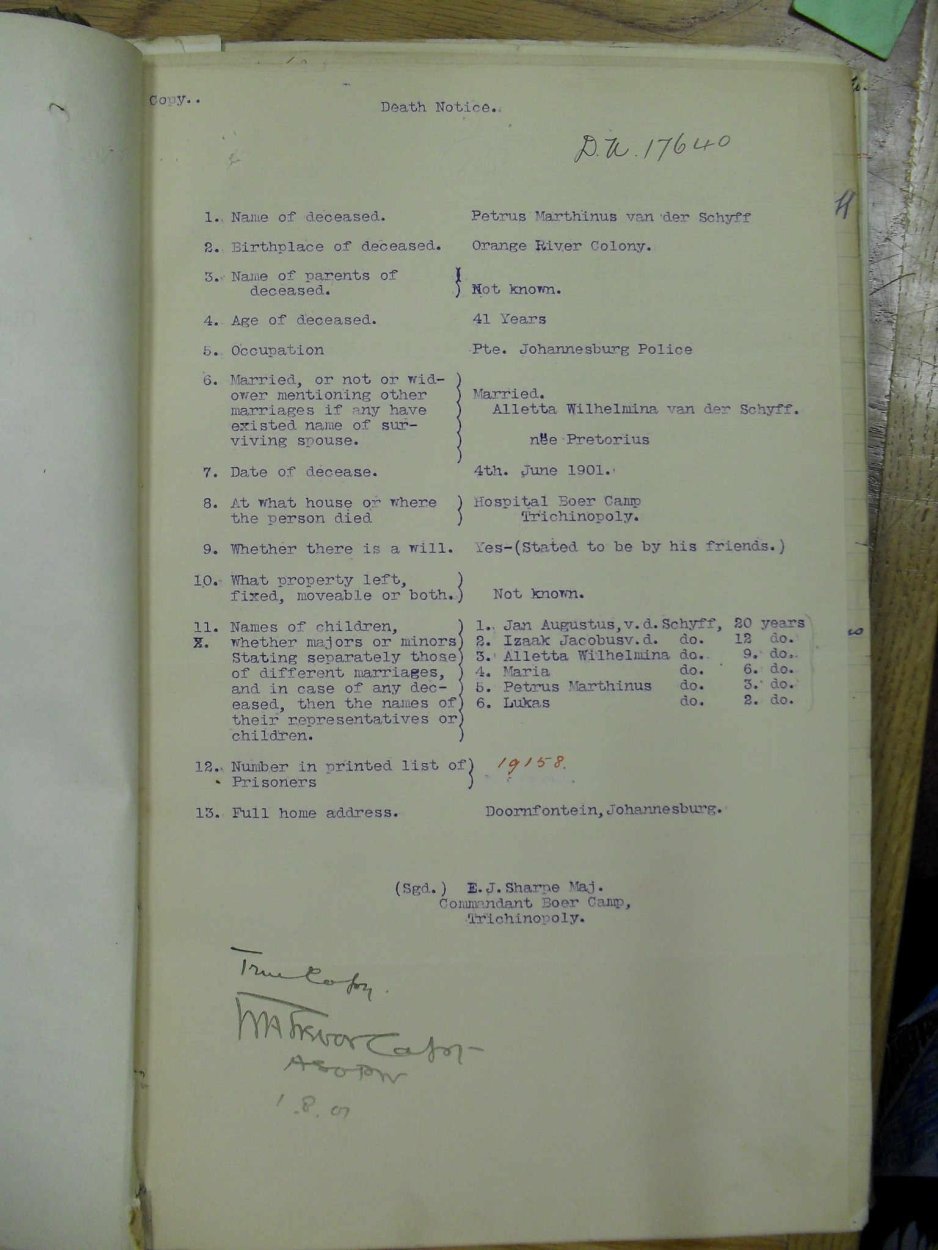 Copy..
Death Notice.
D.N. 17640
1. Name of deceased. Petrus Marthinus van der Schyff
2. Birthplace of deceased. Orange River Colony.
3. Name of parents of
deceased. ) Not known.
4. Age of deceased. 41 Years
5. Occupation Pte. Johannesburg Police
6. Married, or not or wid-
ower mentioning other ) Married.
marriages if any have ) Alletta Wilhelmina van der Schyff.
existed name of sur-
viving spouse. ) née Pretorius
7. Date of decease. 4th. June 1901.
8. At what house or where ) Hospital Boer Camp
the person died ) Trichinopoly.
9. Whether there is a will. Yes-(Stated to be by his friends.)
10. What property left, )
fixed, moveable or both.) Not known.
11. Names of children, ) 1. Jan Augustus,v.d.Schyff, 20 years
X. whether majors or minors) 2. Izaak Jacobusv.d. do. 12 do.
Stating separately those) 3. Alletta Wilhelmina do. 9. do.
of different marriages, ) 4. Maria do. 6. do.
and in case of any dec- ) 5. Petrus Marthinus do. 3. do.
eased, then the names of) 6. Lukas do. 2. do.
their representatives or)
children. )
12. Number in printed list of) 19158.
Prisoners )
13. Full home address. Doornfontein,Johannesburg.
(Sgd.) E.J.Sharpe Maj.
Commandant Boer Camp,
Trichinopoly.
True Copy.
Capt
1.8.01